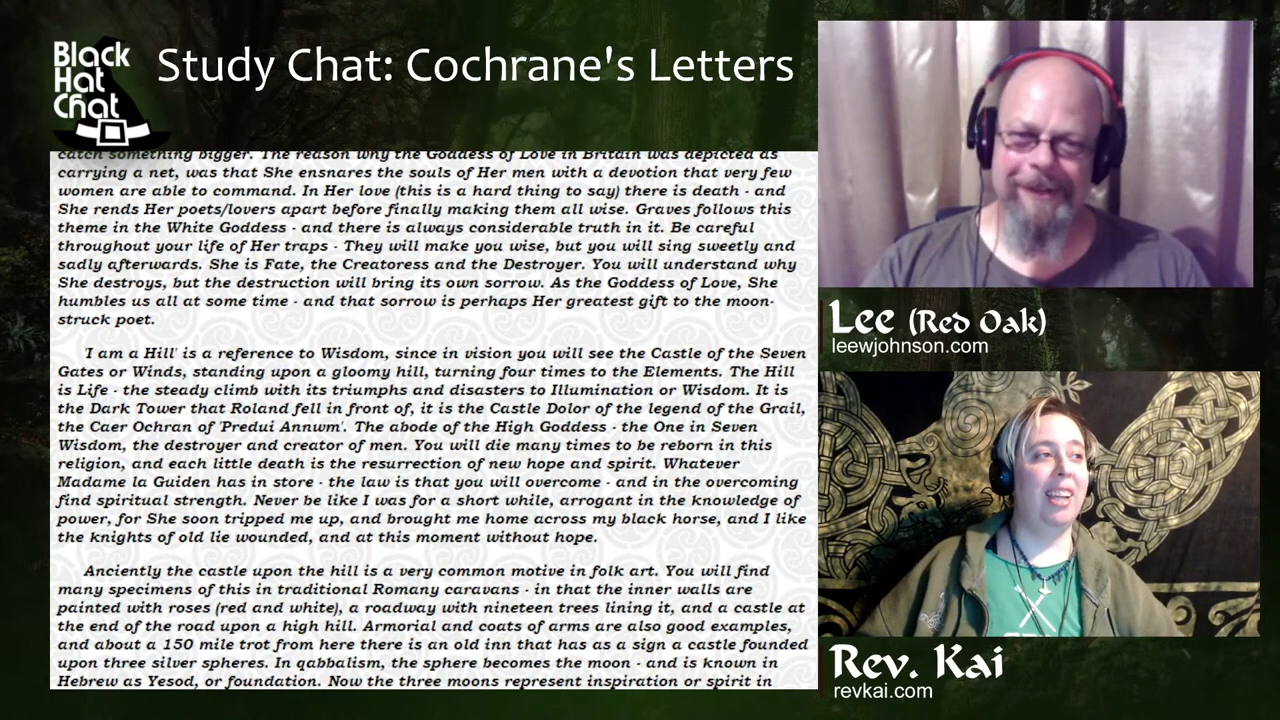 Black
Hat
Chat
Study Chat: Cochrane's Letters
catch something bigger. The reason why the Goddess of Love in Britain was depicted as
carrying a net, was that She ensnares the souls of Her men with a devotion that very few
women are able to command. In Her love (this is a hard thing to say) there is death - and
She rends Her poets/lovers apart before finally making them all wise. Graves follows this
theme in the White Goddess - and there is always considerable truth in it. Be careful
throughout your life of Her traps - They will make you wise, but you will sing sweetly and
sadly afterwards. She is Fate, the Creatoress and the Destroyer. You will understand why
She destroys, but the destruction will bring its own sorrow. As the Goddess of Love, She
humbles us all at some time - and that sorrow is perhaps Her greatest gift to the moon-
struck poet.
'I am a Hill' is a reference to Wisdom, since in vision you will see the Castle of the Seven
Gates or Winds, standing upon a gloomy hill, turning four times to the Elements. The Hill
is Life - the steady climb with its triumphs and disasters to Illumination or Wisdom. It is
the Dark Tower that Roland fell in front of, it is the Castle Dolor of the legend of the Grail,
the Caer Ochran of 'Predui Annwm'. The abode of the High Goddess - the One in Seven
Wisdom, the destroyer and creator of men. You will die many times to be reborn in this
religion, and each little death is the resurrection of new hope and spirit. Whatever
Madame la Guiden has in store - the law is that you will overcome - and in the overcoming
find spiritual strength. Never be like I was for a short while, arrogant in the knowledge of
power, for She soon tripped me up, and brought me home across my black horse, and I like
the knights of old lie wounded, and at this moment without hope.
Anciently the castle upon the hill is a very common motive in folk art. You will find
many specimens of this in traditional Romany caravans - in that the inner walls are
painted with roses (red and white), a roadway with nineteen trees lining it, and a castle at
the end of the road upon a high hill. Armorial and coats of arms are also good examples,
and about a 150 mile trot from here there is an old inn that has as a sign a castle founded
upon three silver spheres. In qabbalism, the sphere becomes the moon - and is known in
Hebrew as Yesod, or foundation. Now the three moons represent inspiration or spirit in
Lee (Red Oak)
leewjohnson.com
Rev. Kai
revkai.com